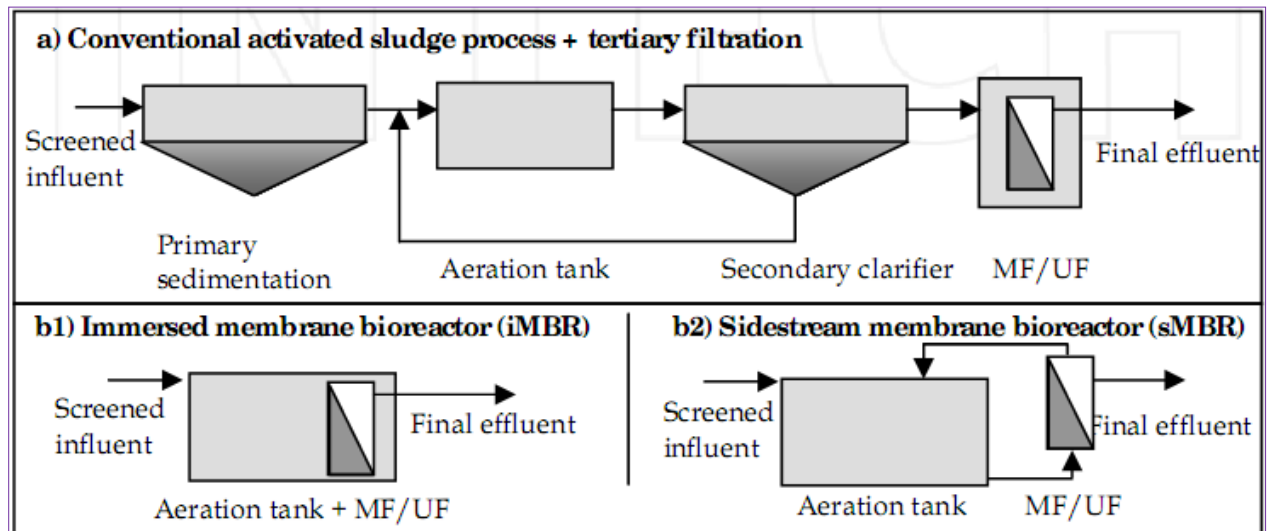 a) Conventional activated sludge process + tertiary filtration
Screened
influent
Primary
sedimentation
Aeration tank
Secondary clarifier
MF/UF
Final effluent
b1) Immersed membrane bioreactor (iMBR)
Screened
influent
Final effluent
Aeration tank + MF/UF
b2) Sidestream membrane bioreactor (sMBR)
Screened
influent
Final effluent
Aeration tank
MF/UF